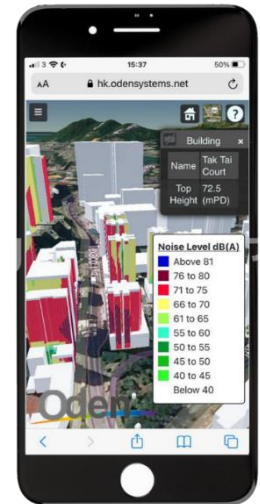 3
15:37
50%
AA
hk.odensystems.net
?
Building ×
Name Tak Tai Court
Top Height 72.5 (mPD)
Noise Level dB(A)
Above 81
76 to 80
71 to 75
66 to 70
61 to 65
55 to 60
50 to 55
45 to 50
40 to 45
Below 40
Oden